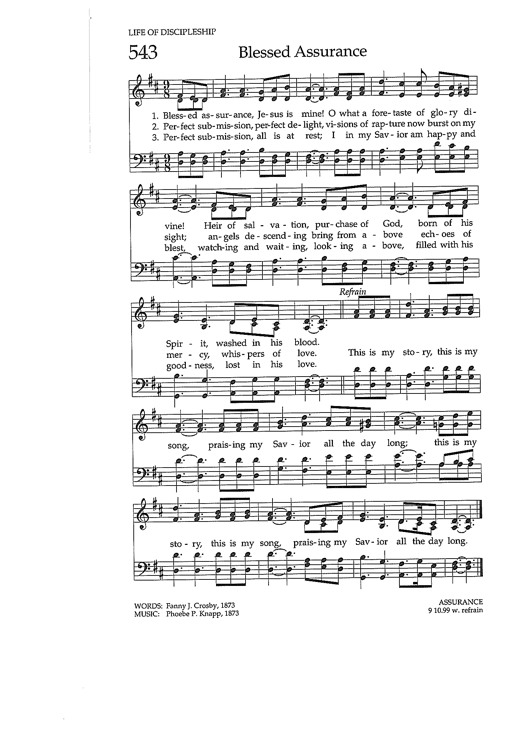 LIFE OF DISCIPLESHIP
543 Blessed Assurance
1. Bless-ed as-sur-ance, Je-sus is mine! O what a fore-taste of glo-ry di-
2. Per-fect sub-mis-sion, per-fect de-light, vi-sions of rap-ture now burst on my
3. Per-fect sub-mis-sion, all is at rest; I in my Sav-ior am hap-py and
vine! Heir of sal-va-tion, pur-chase of God, born of his
sight; an-gels de-scend-ing bring from a-bove ech-oes of
blest, watch-ing and wait-ing, look-ing a-bove, filled with his
Refrain
Spir-it, washed in his blood.
mer-cy, whis-pers of love. This is my sto-ry, this is my
good-ness, lost in his love.
song, prais-ing my Sav-ior all the day long; this is my
sto-ry, this is my song, prais-ing my Sav-ior all the day long.
WORDS: Fanny J. Crosby, 1873 ASSURANCE
MUSIC: Phoebe P. Knapp, 1873 9 10.99 w. refrain